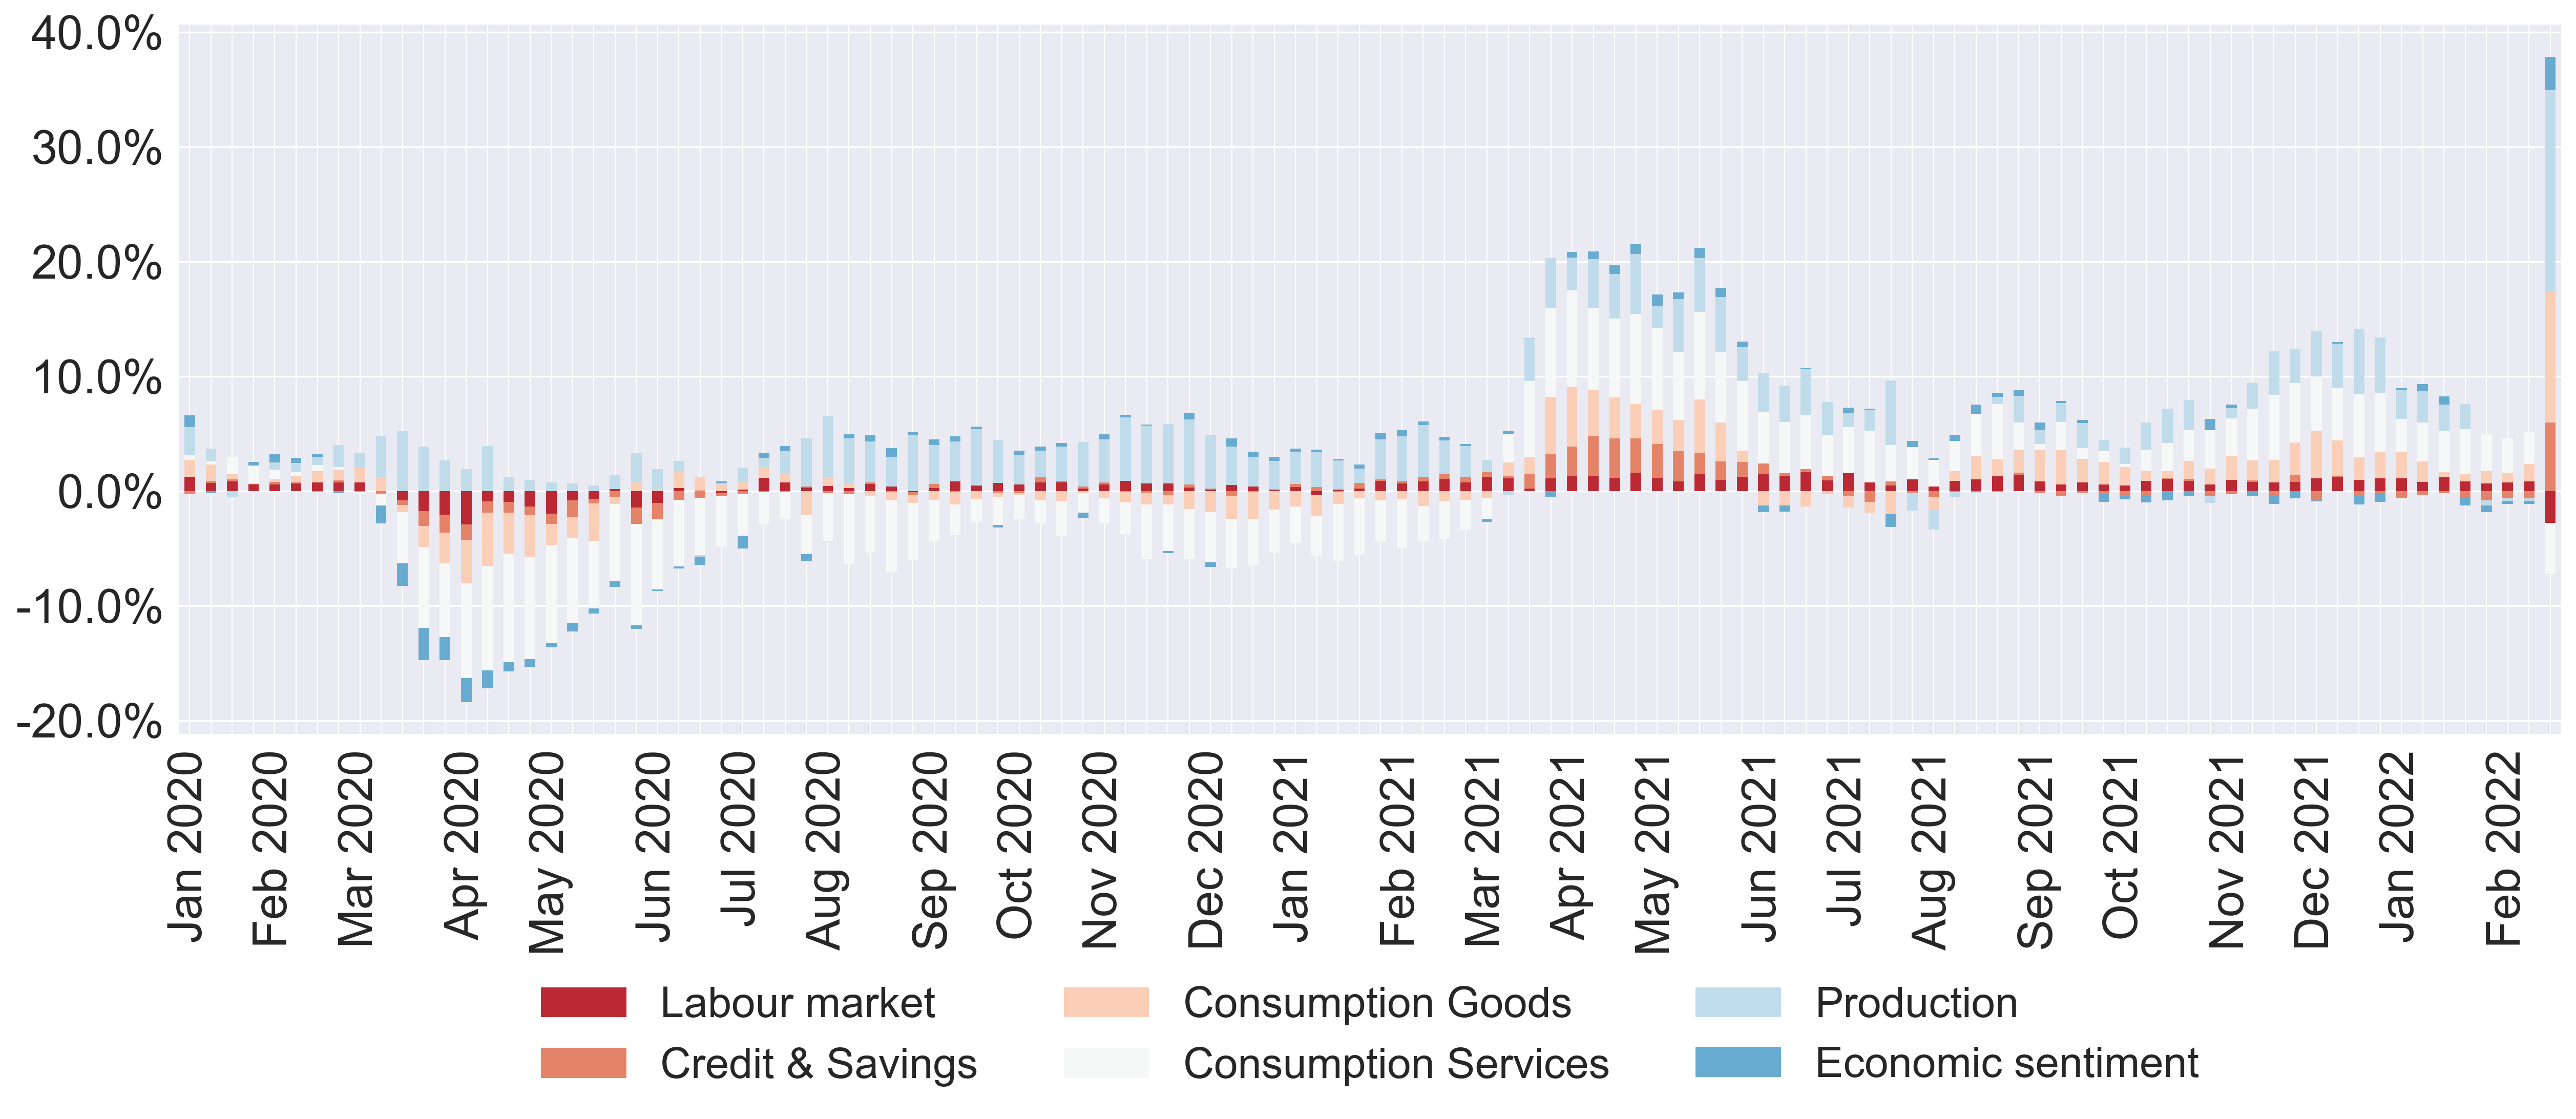 40.0%
30.0%
20.0%
10.0%
0.0%
-10.0%
-20.0%
Jan 2020
Feb 2020
Mar 2020
Apr 2020
May 2020
Jun 2020
Jul 2020
Aug 2020
Sep 2020
Oct 2020
Nov 2020
Dec 2020
Jan 2021
Feb 2021
Mar 2021
Apr 2021
May 2021
Jun 2021
Jul 2021
Aug 2021
Sep 2021
Oct 2021
Nov 2021
Dec 2021
Jan 2022
Feb 2022
Labour market
Credit & Savings
Consumption Goods
Consumption Services
Production
Economic sentiment